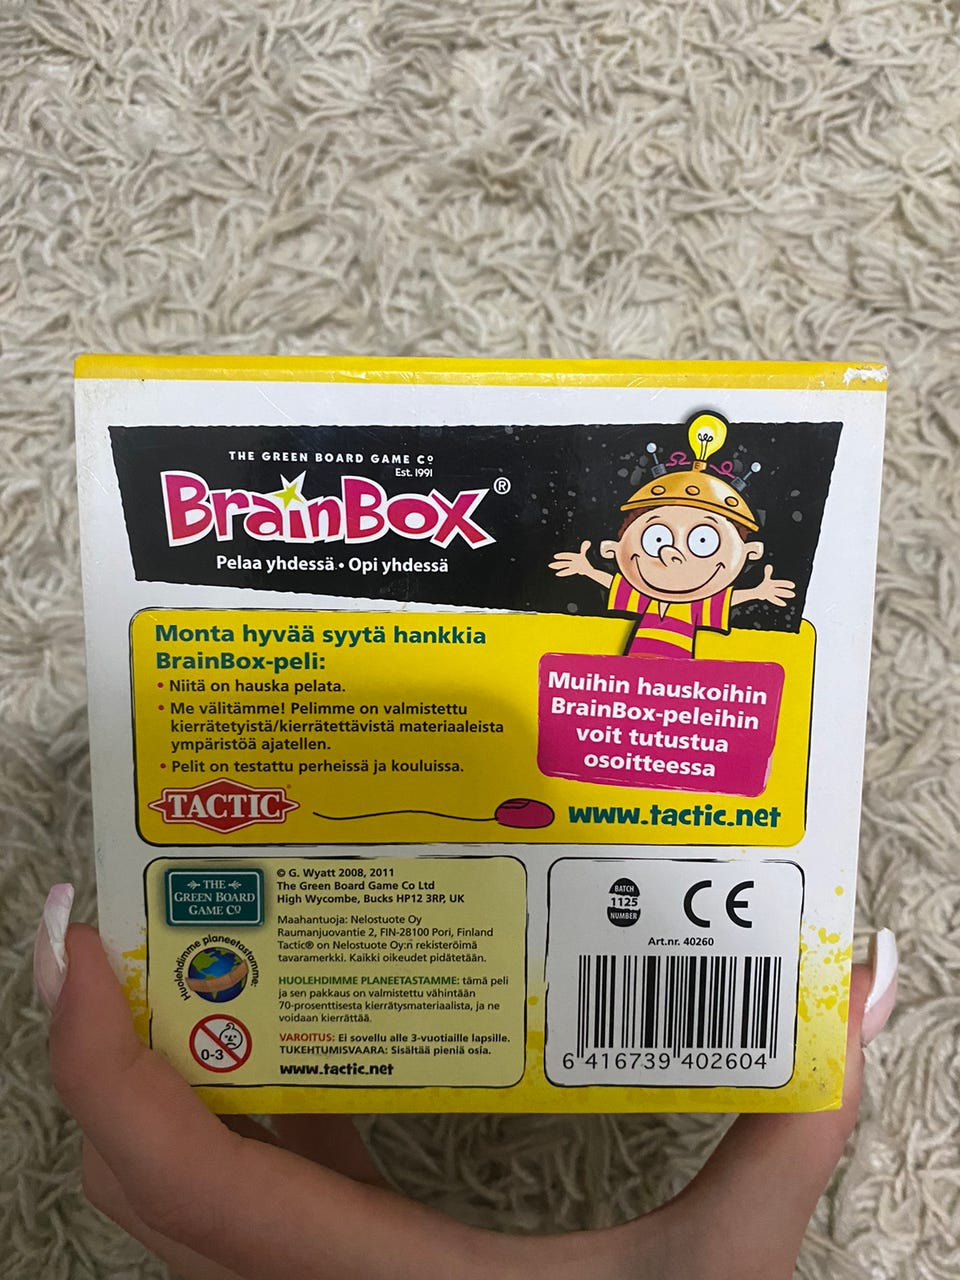 THE GREEN BOARD GAME Cº
Est. 1991
BrainBox®
Pelaa yhdessä • Opi yhdessä
Monta hyvää syytä hankkia
BrainBox-peli:
• Niitä on hauska pelata.
• Me välitämme! Pelimme on valmistettu
kierrätetyistä/kierrätettävistä materiaaleista
ympäristöä ajatellen.
• Pelit on testattu perheissä ja kouluissa.
Muihin hauskoihin
BrainBox-peleihin
voit tutustua
osoitteessa
www.tactic.net
TACTIC®
THE
GREEN BOARD
GAME Cº
Huolehdimme planeetastamme.
0-3
© G. Wyatt 2008, 2011
The Green Board Game Co Ltd
High Wycombe, Bucks HP12 3RP, UK
Maahantuoja: Nelostuote Oy
Raumanjuovantie 2, FIN-28100 Pori, Finland
Tactic® on Nelostuote Oy:n rekisteröimä
tavaramerkki. Kaikki oikeudet pidätetään.
HUOLEHDIMME PLANEETASTAMME: tämä peli
ja sen pakkaus on valmistettu vähintään
70-prosenttisesta kierrätysmateriaalista, ja ne
voidaan kierrättää.
VAROITUS: Ei sovellu alle 3-vuotiaille lapsille.
TUKEHTUMISVAARA: Sisältää pieniä osia.
www.tactic.net
BATCH
1125
NUMBER
CE
Art.nr. 40260
6 416739 402604